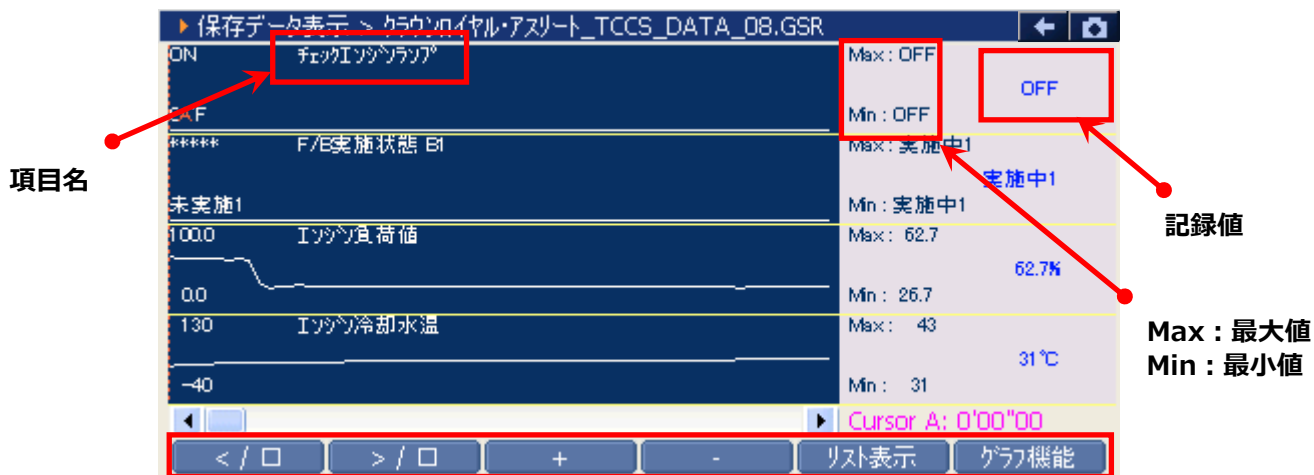 保存データ表示 > クラウンロイヤル・アスリート_TCCS_DATA_08.GSR
ON ﾁｪｯｸｴﾝｼﾞﾝﾗﾝﾌﾟ Max : OFF
OFF
Min : OFF
***** F/B実施状態 B1 Max : 実施中1
項目名
実施中1
未実施1 Min : 実施中1
記録値
100.0 ｴﾝｼﾞﾝ負荷値 Max : 62.7
62.7%
0.0 Min : 26.7
130 ｴﾝｼﾞﾝ冷却水温 Max : 43
Max：最大値
31℃
Min：最小値
-40 Min : 31
Cursor A: 0'00"00
< / ロ > / ロ + - ﾘｽﾄ表示 ｸﾞﾗﾌ機能